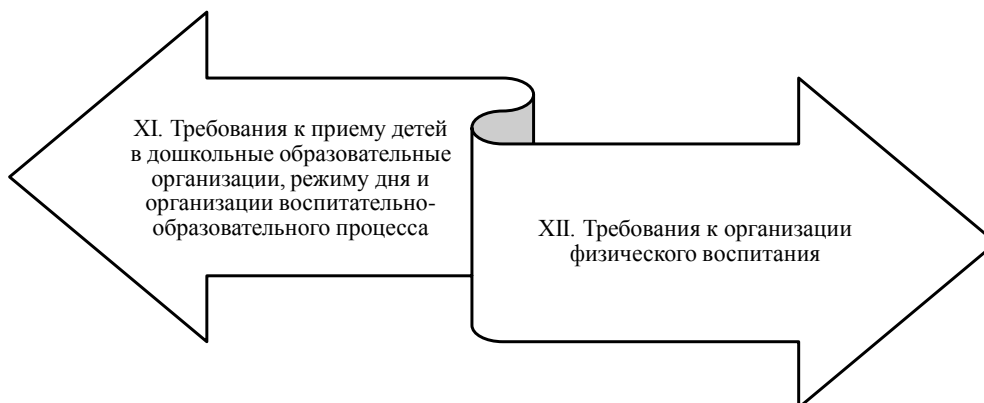 XI. Требования к приему детей
в дошкольные образовательные
организации, режиму дня и
организации воспитательно-
образовательного процесса
XII. Требования к организации
физического воспитания